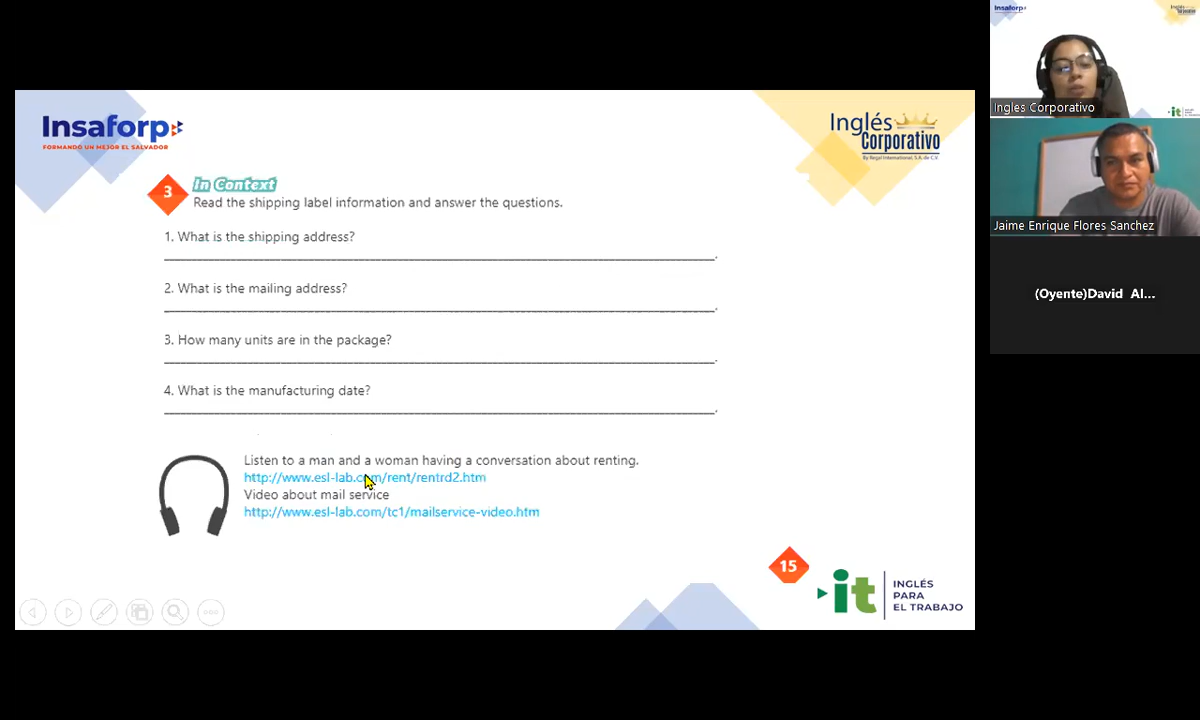 Insaforp
FORMANDO UN MEJOR EL SALVADOR
Inglés
Corporativo
By Regal International, S.A. de C.V.
3
In Context
Read the shipping label information and answer the questions.
1. What is the shipping address?
2. What is the mailing address?
3. How many units are in the package?
4. What is the manufacturing date?
Listen to a man and a woman having a conversation about renting.
http://www.esl-lab.com/rent/rentrd2.htm
Video about mail service
http://www.esl-lab.com/tc1/mailservice-video.htm
15
it
INGLÉS
PARA
EL TRABAJO
Insaforp
Ingles Corporativo
Jaime Enrique Flores Sanchez
(Oyente)David Al...